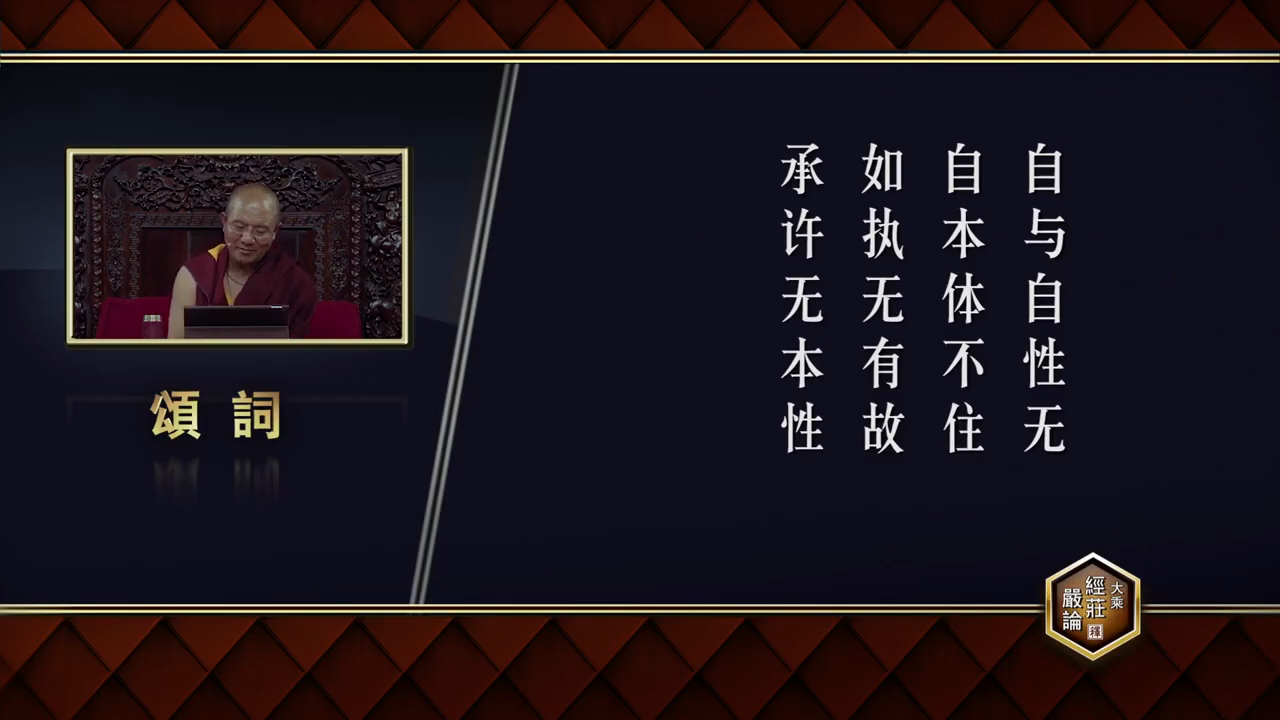 自与自性无
自本体不住
如执无有故
承许无本性
頌詞
大乘
經莊
嚴論
釋